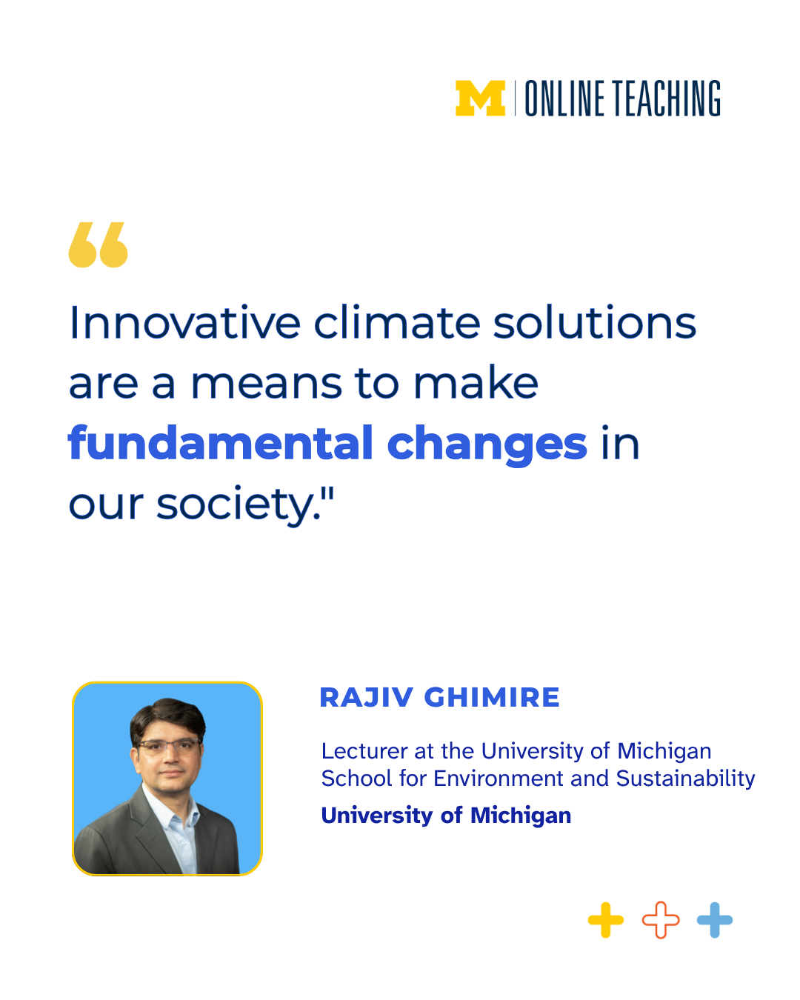 M | ONLINE TEACHING
“
Innovative climate solutions
are a means to make
fundamental changes in
our society."
RAJIV GHIMIRE
Lecturer at the University of Michigan
School for Environment and Sustainability
University of Michigan